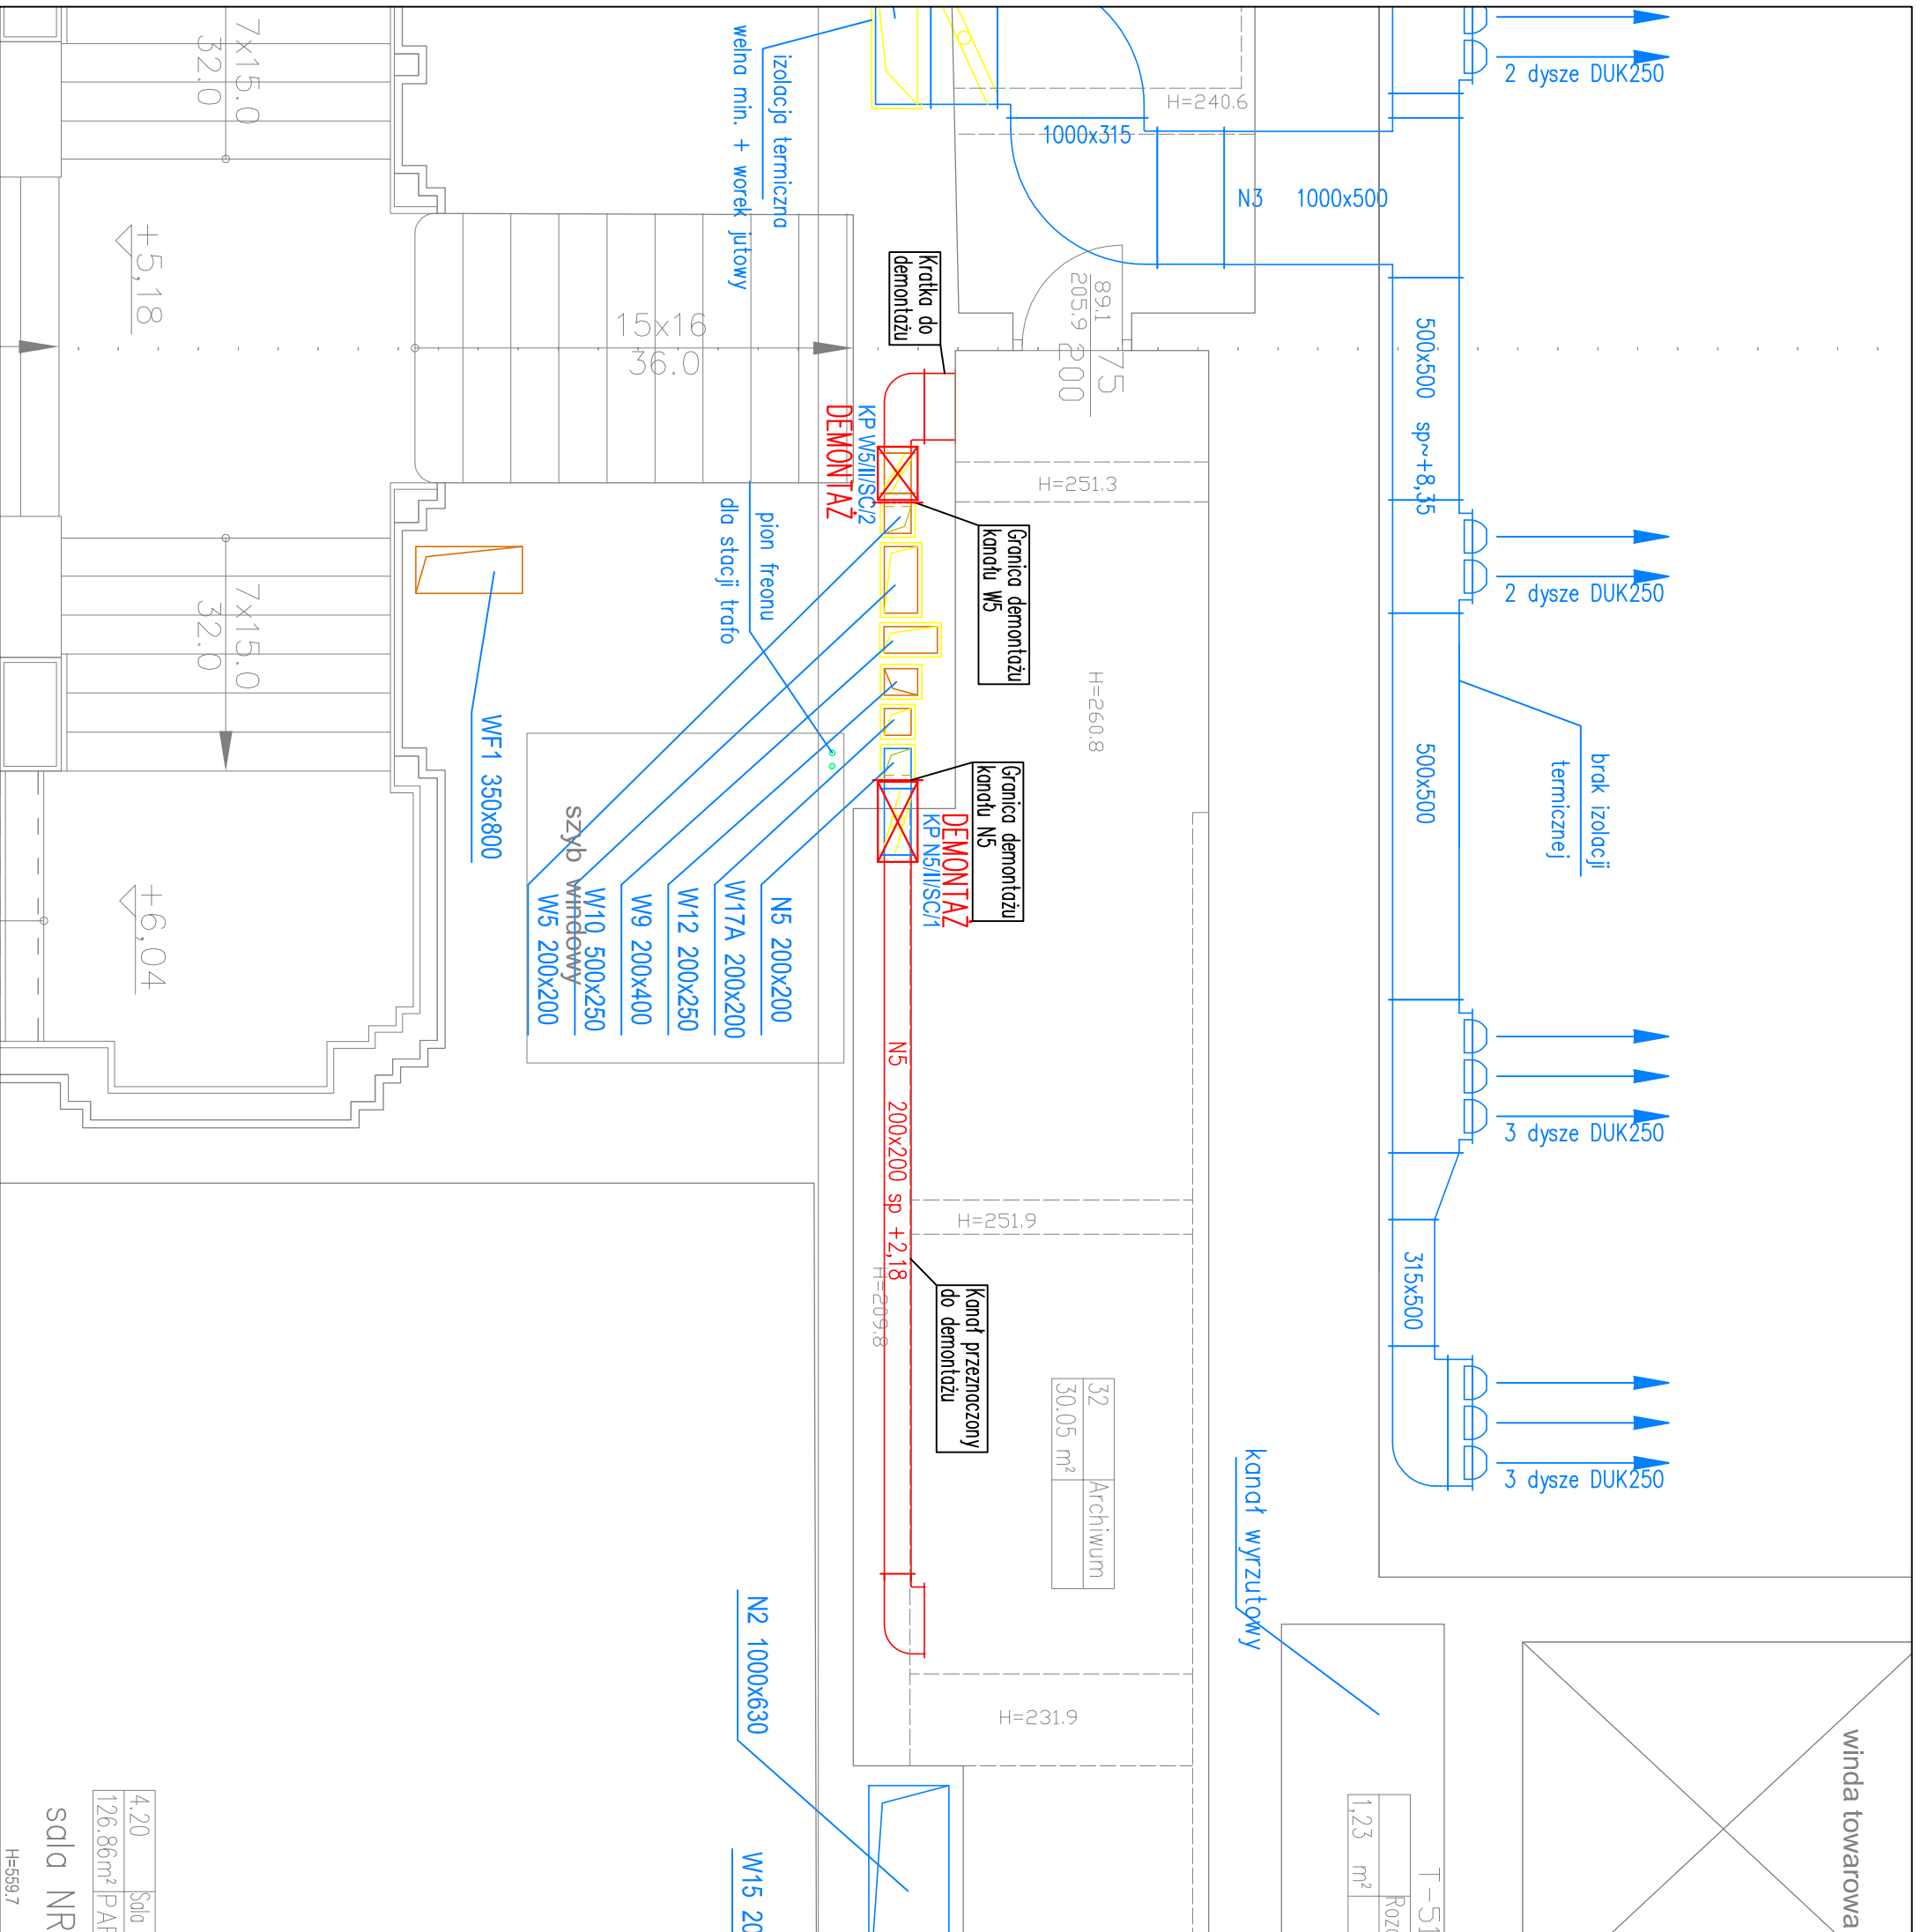 2 dysze DUK250
H=240.6
1000x315
N3 1000x500
izolacja termiczna
wełna min. + worek jutowy
7x15.0
32.0
+5,18
15x16
36.0
Kratka do
demontażu
89.1
205.9
75
200
500x500 sp~+8,35
KP W5/II/SC/2
DEMONTAŻ
H=251.3
Granica demontażu
kanału W5
2 dysze DUK250
pion freonu
dla stacji trafo
7x15.0
32.0
WF1 350x800
H=260.8
brak izolacji
termicznej
500x500
Granica demontażu
kanału N5
DEMONTAŻ
KP N5/II/SC/1
szyb windowy
N5 200x200
W17A 200x200
W12 200x250
W9 200x400
W10 500x250
W5 200x200
+6,04
N5 200x200 sp +2,18
3 dysze DUK250
H=251.9
H=209.8
315x500
Kanał przeznaczony
do demontażu
32 Archiwum
30.05 m²
3 dysze DUK250
kanał wyrzutowy
N2 1000x630
H=231.9
winda towarowa
1,23 m²
T-51
4.20 Sala
126.86m²
sala NR
H=559.7
W15